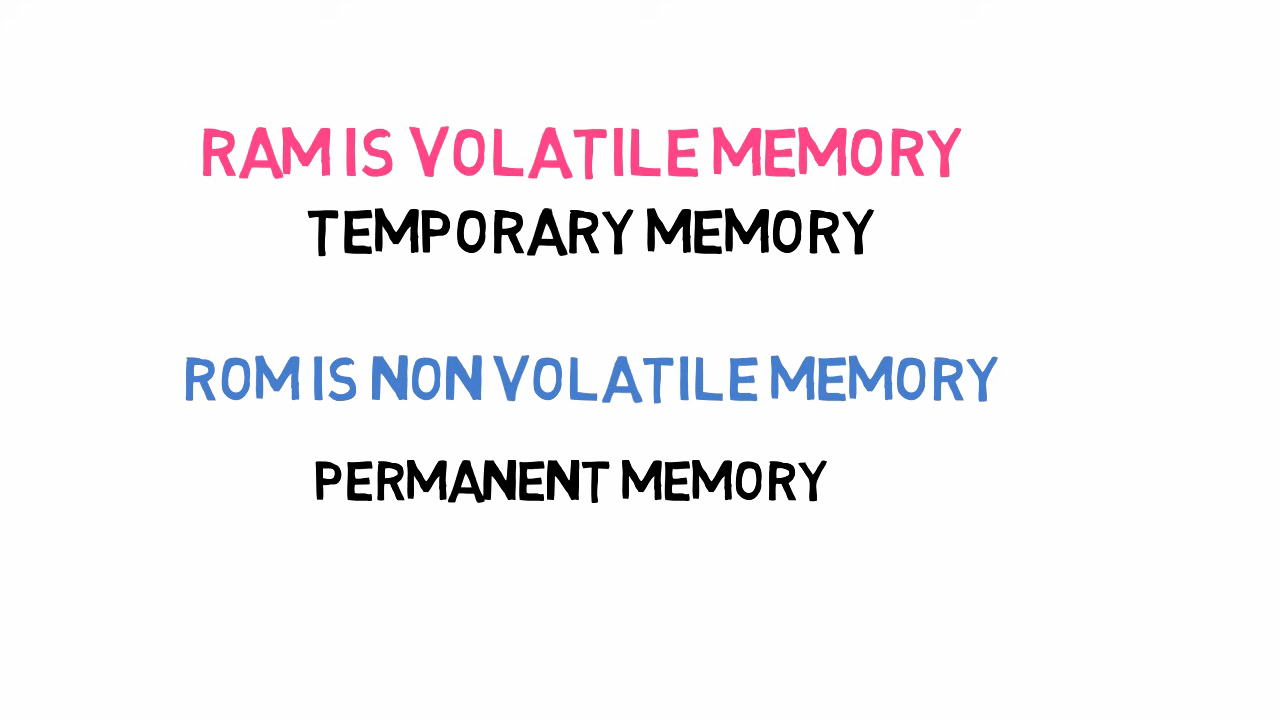 RAM IS VOLATILE MEMORY
TEMPORARY MEMORY
ROM IS NON VOLATILE MEMORY
PERMANENT MEMORY